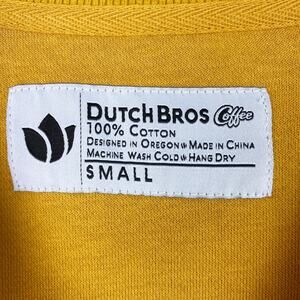 DUTCH BROS Coffee
100% COTTON
DESIGNED IN OREGON MADE IN CHINA
MACHINE WASH COLD HANG DRY
SMALL